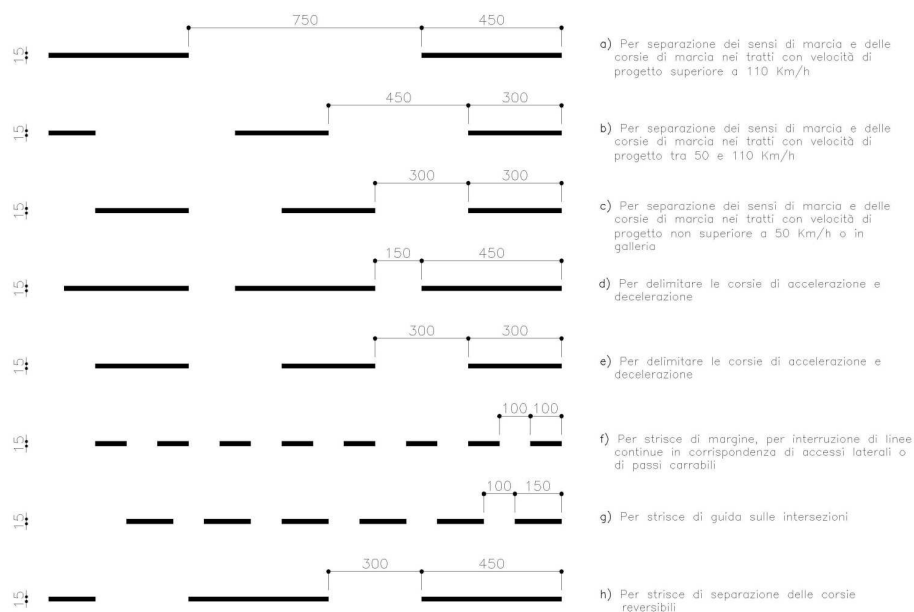 750 450
15
a) Per separazione dei sensi di marcia e delle
corsie di marcia nei tratti con velocità di
progetto superiore a 110 Km/h
450 300
15
b) Per separazione dei sensi di marcia e delle
corsie di marcia nei tratti con velocità di
progetto tra 50 e 110 Km/h
300 300
15
c) Per separazione dei sensi di marcia e delle
corsie di marcia nei tratti con velocità di
progetto non superiore a 50 Km/h o in
galleria
150 450
15
d) Per delimitare le corsie di accelerazione e
decelerazione
300 300
15
e) Per delimitare le corsie di accelerazione e
decelerazione
100 100
15
f) Per strisce di margine, per interruzione di linee
continue in corrispondenza di accessi laterali o
di passi carrabili
100 150
15
g) Per strisce di guida sulle intersezioni
300 450
15
h) Per strisce di separazione delle corsie
reversibili